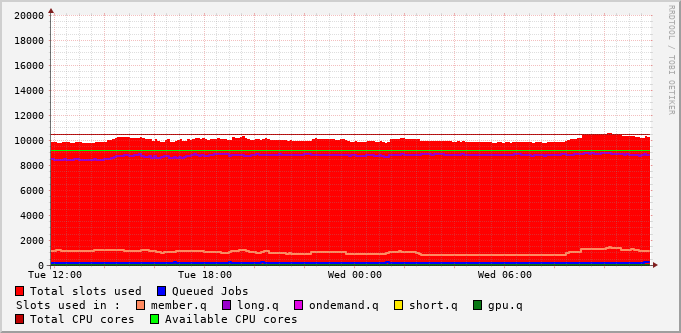 20000
18000
16000
14000
12000
10000
8000
6000
4000
2000
0
Tue 12:00 Tue 18:00 Wed 00:00 Wed 06:00
Total slots used Queued Jobs
Slots used in : member.q long.q ondemand.q short.q gpu.q
Total CPU cores Available CPU cores
RRDTOOL / TOBI OETIKER